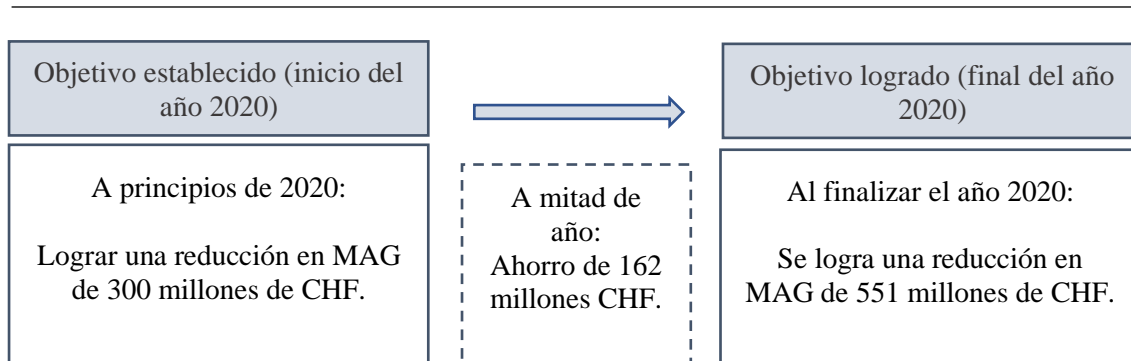 Objetivo establecido (inicio del
año 2020)
Objetivo logrado (final del año
2020)
A principios de 2020:
Lograr una reducción en MAG
de 300 millones de CHF.
A mitad de
año:
Ahorro de 162
millones CHF.
Al finalizar el año 2020:
Se logra una reducción en
MAG de 551 millones de CHF.